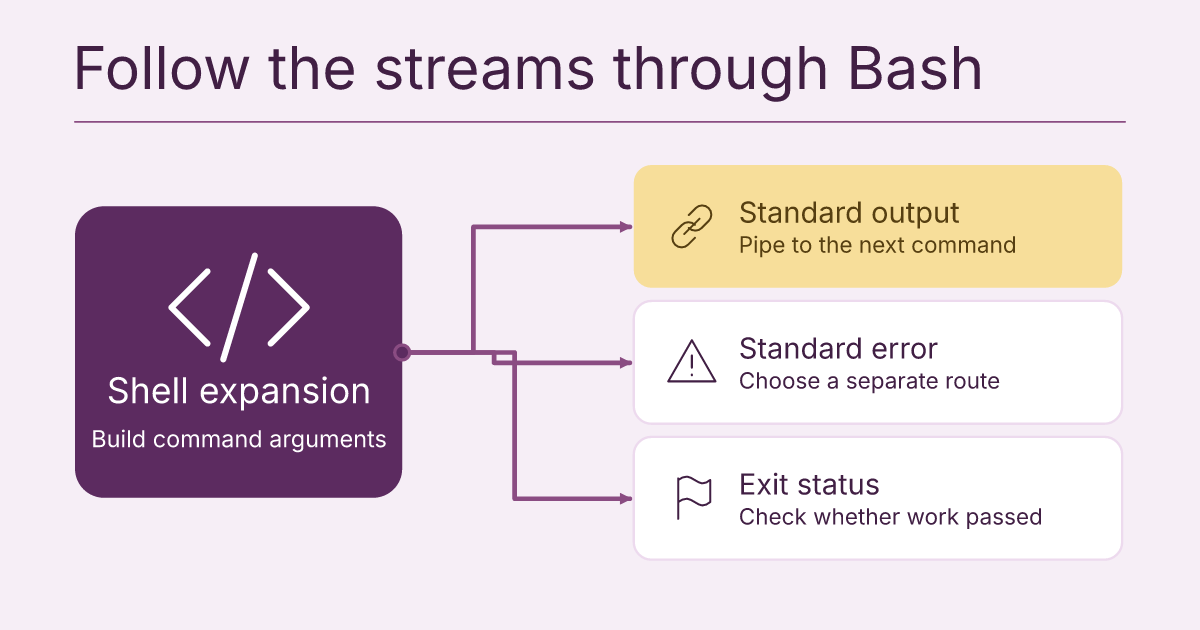 Follow the streams through Bash
Shell expansion
Build command arguments
Standard output
Pipe to the next command
Standard error
Choose a separate route
Exit status
Check whether work passed